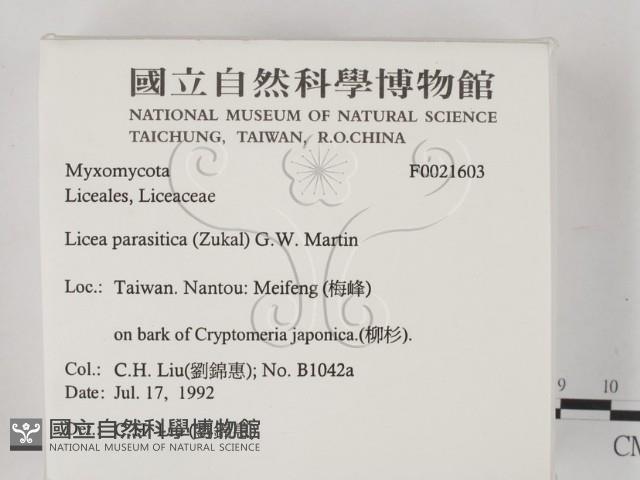 國立自然科學博物館
NATIONAL MUSEUM OF NATURAL SCIENCE
TAICHUNG, TAIWAN, R.O.CHINA
Myxomycota F0021603
Liceales, Liceaceae
Licea parasitica (Zukal) G.W. Martin
Loc.: Taiwan. Nantou: Meifeng (梅峰)
on bark of Cryptomeria japonica.(柳杉).
Col.: C.H. Liu(劉錦惠); No. B1042a
Date: Jul. 17, 1992
國立自然科學博物館
NATIONAL MUSEUM OF NATURAL SCIENCE
9 10
CM